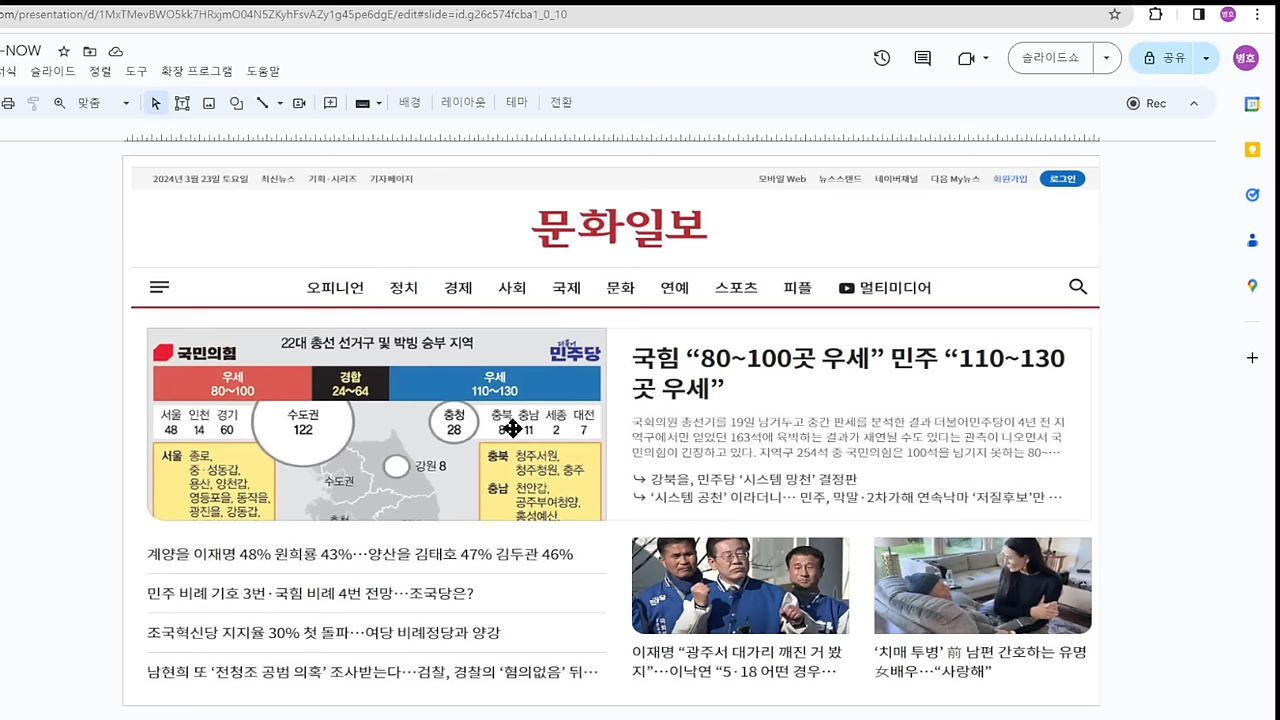 om/presentation/d/1MxTMevBWO5kk7HRxjmO04N5ZKyhFsvAZy1g45pe6dgE/edit#slide=id.g26c574fcba1_0_10
병호
-NOW
서식 슬라이드 정렬 도구 확장 프로그램 도움말
슬라이드쇼
공유
병호
맞춤
배경 레이아웃 테마 전환
Rec
31
2024년 3월 23일 토요일 최신뉴스 기획·시리즈 기자페이지
모바일 Web 뉴스스탠드 네이버채널 다음 My뉴스 회원가입 로그인
문화일보
오피니언 정치 경제 사회 국제 문화 연예 스포츠 피플 멀티미디어
국민의힘
22대 총선 선거구 및 박빙 승부 지역
더불어
민주당
우세 경합 우세
80~100 24~64 110~130
서울 인천 경기 수도권 충청 충북 충남 세종 대전
48 14 60 122 28 8 11 2 7
서울 종로,
중·성동갑,
용산, 양천갑,
영등포을, 동작을,
광진을, 강동갑,
강원 8
수도권
충청
충북 청주서원,
청주청원, 충주
충남 천안갑,
공주부여청양,
홍성예산,
국힘 “80~100곳 우세” 민주 “110~130
곳 우세”
국회의원 총선거를 19일 남겨두고 중간 판세를 분석한 결과 더불어민주당이 4년 전 지
역구에서만 얻었던 163석에 육박하는 결과가 재연될 수도 있다는 관측이 나오면서 국
민의힘이 긴장하고 있다. 지역구 254석 중 국민의힘은 100석을 넘기지 못하는 80~…
↪ 강북을, 민주당 ‘시스템 망천’ 결정판
↪ ‘시스템 공천’ 이라더니… 민주, 막말·2차가해 연속낙마 ‘저질후보’만 …
계양을 이재명 48% 원희룡 43%…양산을 김태호 47% 김두관 46%
민주 비례 기호 3번·국힘 비례 4번 전망…조국당은?
조국혁신당 지지율 30% 첫 돌파…여당 비례정당과 양강
남현희 또 ‘전청조 공범 의혹’ 조사받는다…검찰, 경찰의 ‘혐의없음’ 뒤…
이재명 “광주서 대가리 깨진 거 봤
지”…이낙연 “5·18 어떤 경우…
‘치매 투병’ 前 남편 간호하는 유명
女배우…“사랑해”